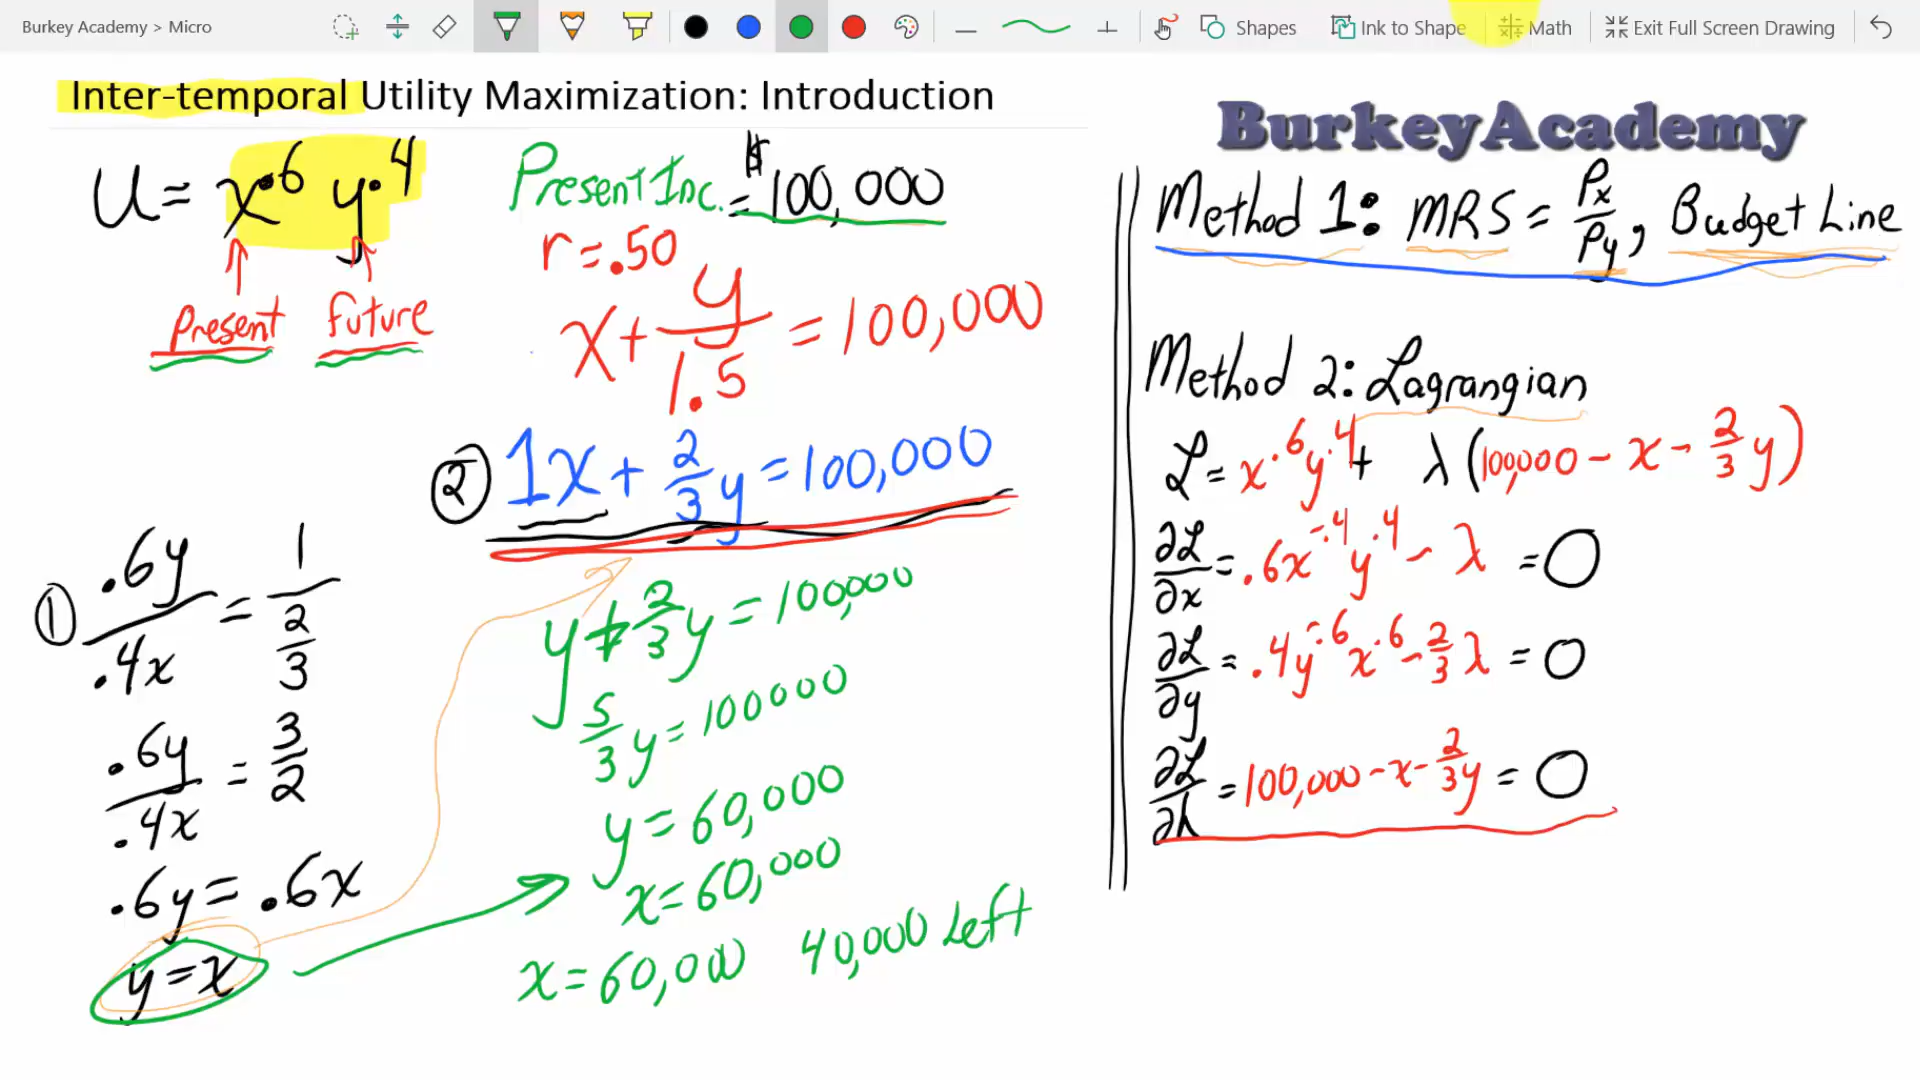 Burkey Academy > Micro
Shapes
Ink to Shape
Math
Exit Full Screen Drawing
Inter-temporal Utility Maximization: Introduction
BurkeyAcademy
U = x^.6 y^.4
Present Future
Present Inc. = $100,000
r = .50
x + y/1.5 = 100,000
② 1x + 2/3 y = 100,000
① .6y/.4x = 1/(2/3)
.6y/.4x = 3/2
.6y = .6x
y = x
y + 2/3 y = 100,000
5/3 y = 100000
y = 60,000
x = 60,000
x = 60,000 40,000 Left
Method 1: MRS = Px/Py, Budget Line
Method 2: Lagrangian
ℒ = x^.6 y^.4 + λ(100,000 - x - 2/3 y)
∂ℒ/∂x = .6x^-.4 y^.4 - λ = 0
∂ℒ/∂y = .4y^-.6 x^.6 - 2/3 λ = 0
∂ℒ/∂λ = 100,000 - x - 2/3 y = 0